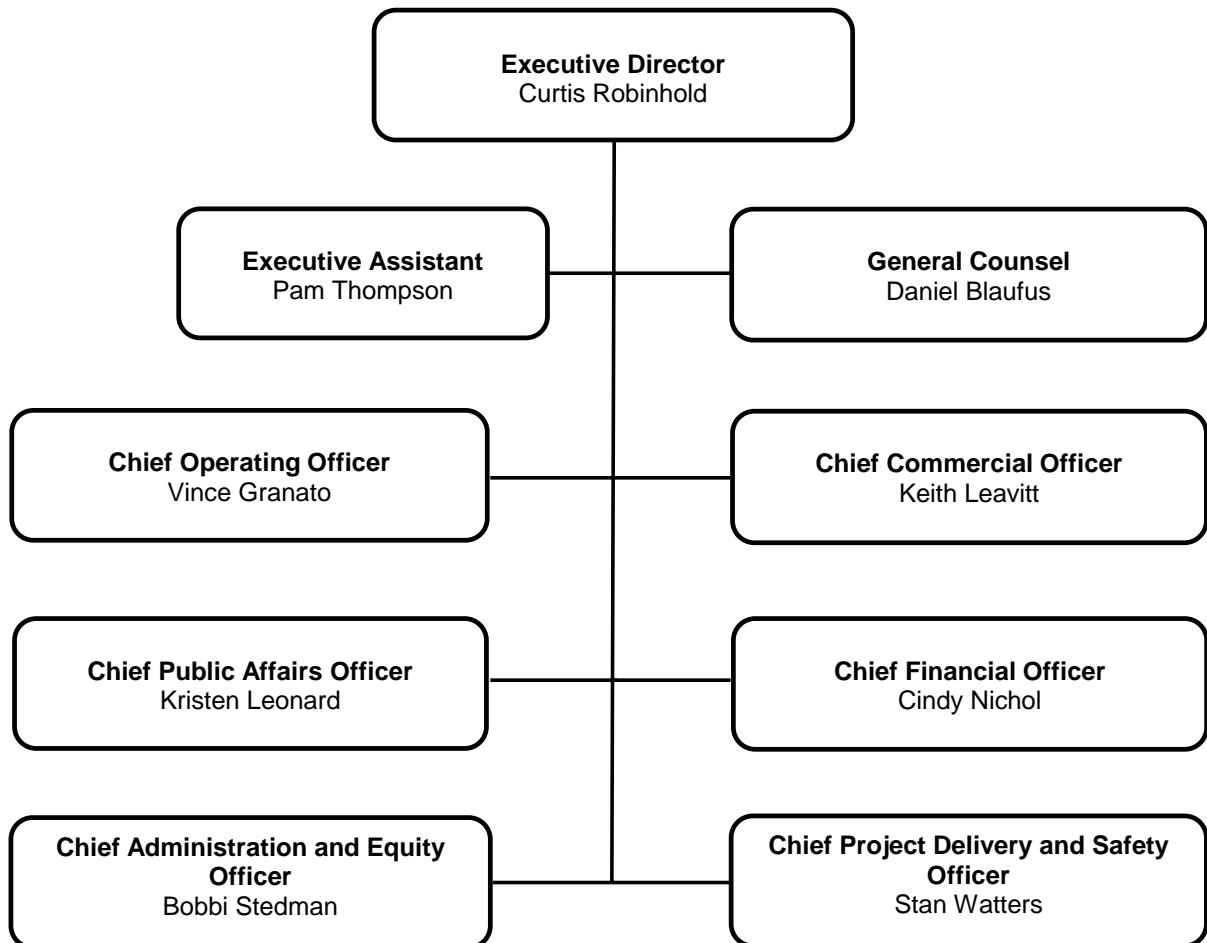 Executive Director
Curtis Robinhold
Executive Assistant
Pam Thompson
General Counsel
Daniel Blaufus
Chief Operating Officer
Vince Granato
Chief Commercial Officer
Keith Leavitt
Chief Public Affairs Officer
Kristen Leonard
Chief Financial Officer
Cindy Nichol
Chief Administration and Equity
Officer
Bobbi Stedman
Chief Project Delivery and Safety
Officer
Stan Watters